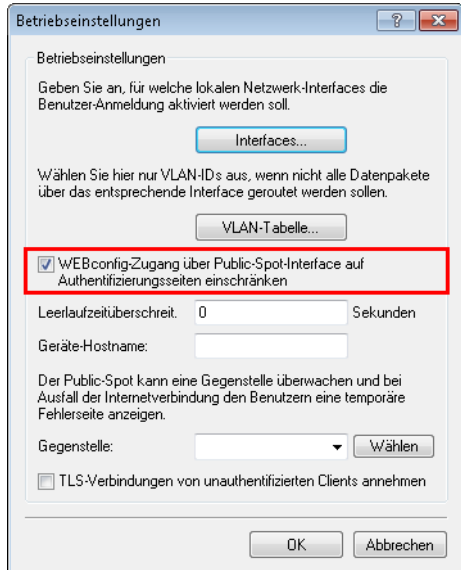 Betriebseinstellungen
Betriebseinstellungen
Geben Sie an, für welche lokalen Netzwerk-Interfaces die
Benutzer-Anmeldung aktiviert werden soll.
Interfaces...
Wählen Sie hier nur VLAN-IDs aus, wenn nicht alle Datenpakete
über das entsprechende Interface geroutet werden sollen.
VLAN-Tabelle...
WEBconfig-Zugang über Public-Spot-Interface auf
Authentifizierungsseiten einschränken
Leerlaufzeitüberschreit. 0 Sekunden
Geräte-Hostname:
Der Public-Spot kann eine Gegenstelle überwachen und bei
Ausfall der Internetverbindung den Benutzern eine temporäre
Fehlerseite anzeigen.
Gegenstelle: Wählen
TLS-Verbindungen von unauthentifizierten Clients annehmen
OK Abbrechen